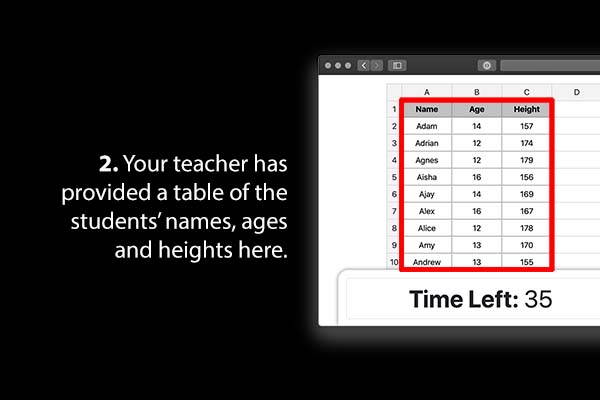 2. Your teacher has
provided a table of the
students’ names, ages
and heights here.
A B C D
1 Name Age Height
2 Adam 14 157
3 Adrian 12 174
4 Agnes 12 179
5 Aisha 16 156
6 Ajay 14 169
7 Alex 16 167
8 Alice 12 178
9 Amy 13 170
10 Andrew 13 155
Time Left: 35